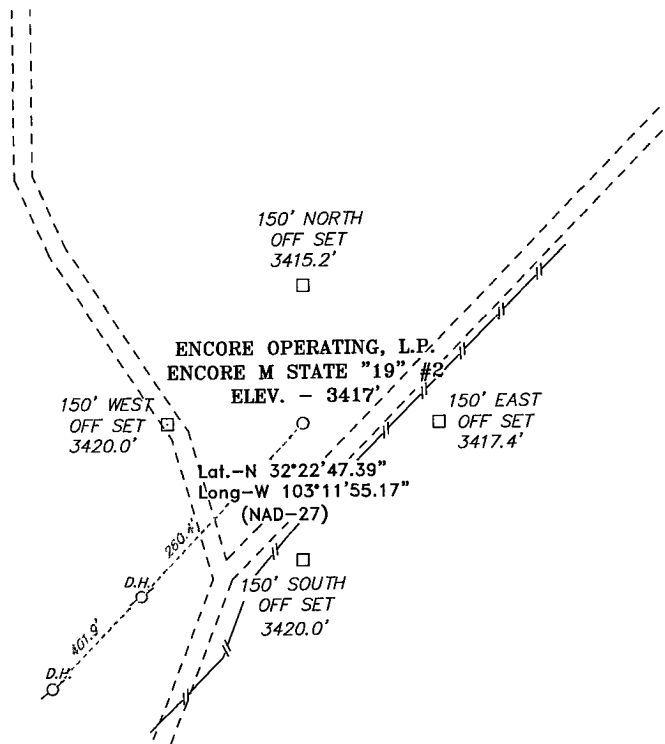 150' NORTH
OFF SET
3415.2'
ENCORE OPERATING, L.P.
ENCORE M STATE "19" #2
ELEV. - 3417'
150' WEST
OFF SET
3420.0'
150' EAST
OFF SET
3417.4'
Lat.-N 32°22'47.39"
Long-W 103°11'55.17"
(NAD-27)
260.4'
D.H.
150' SOUTH
OFF SET
3420.0'
401.9'
D.H.